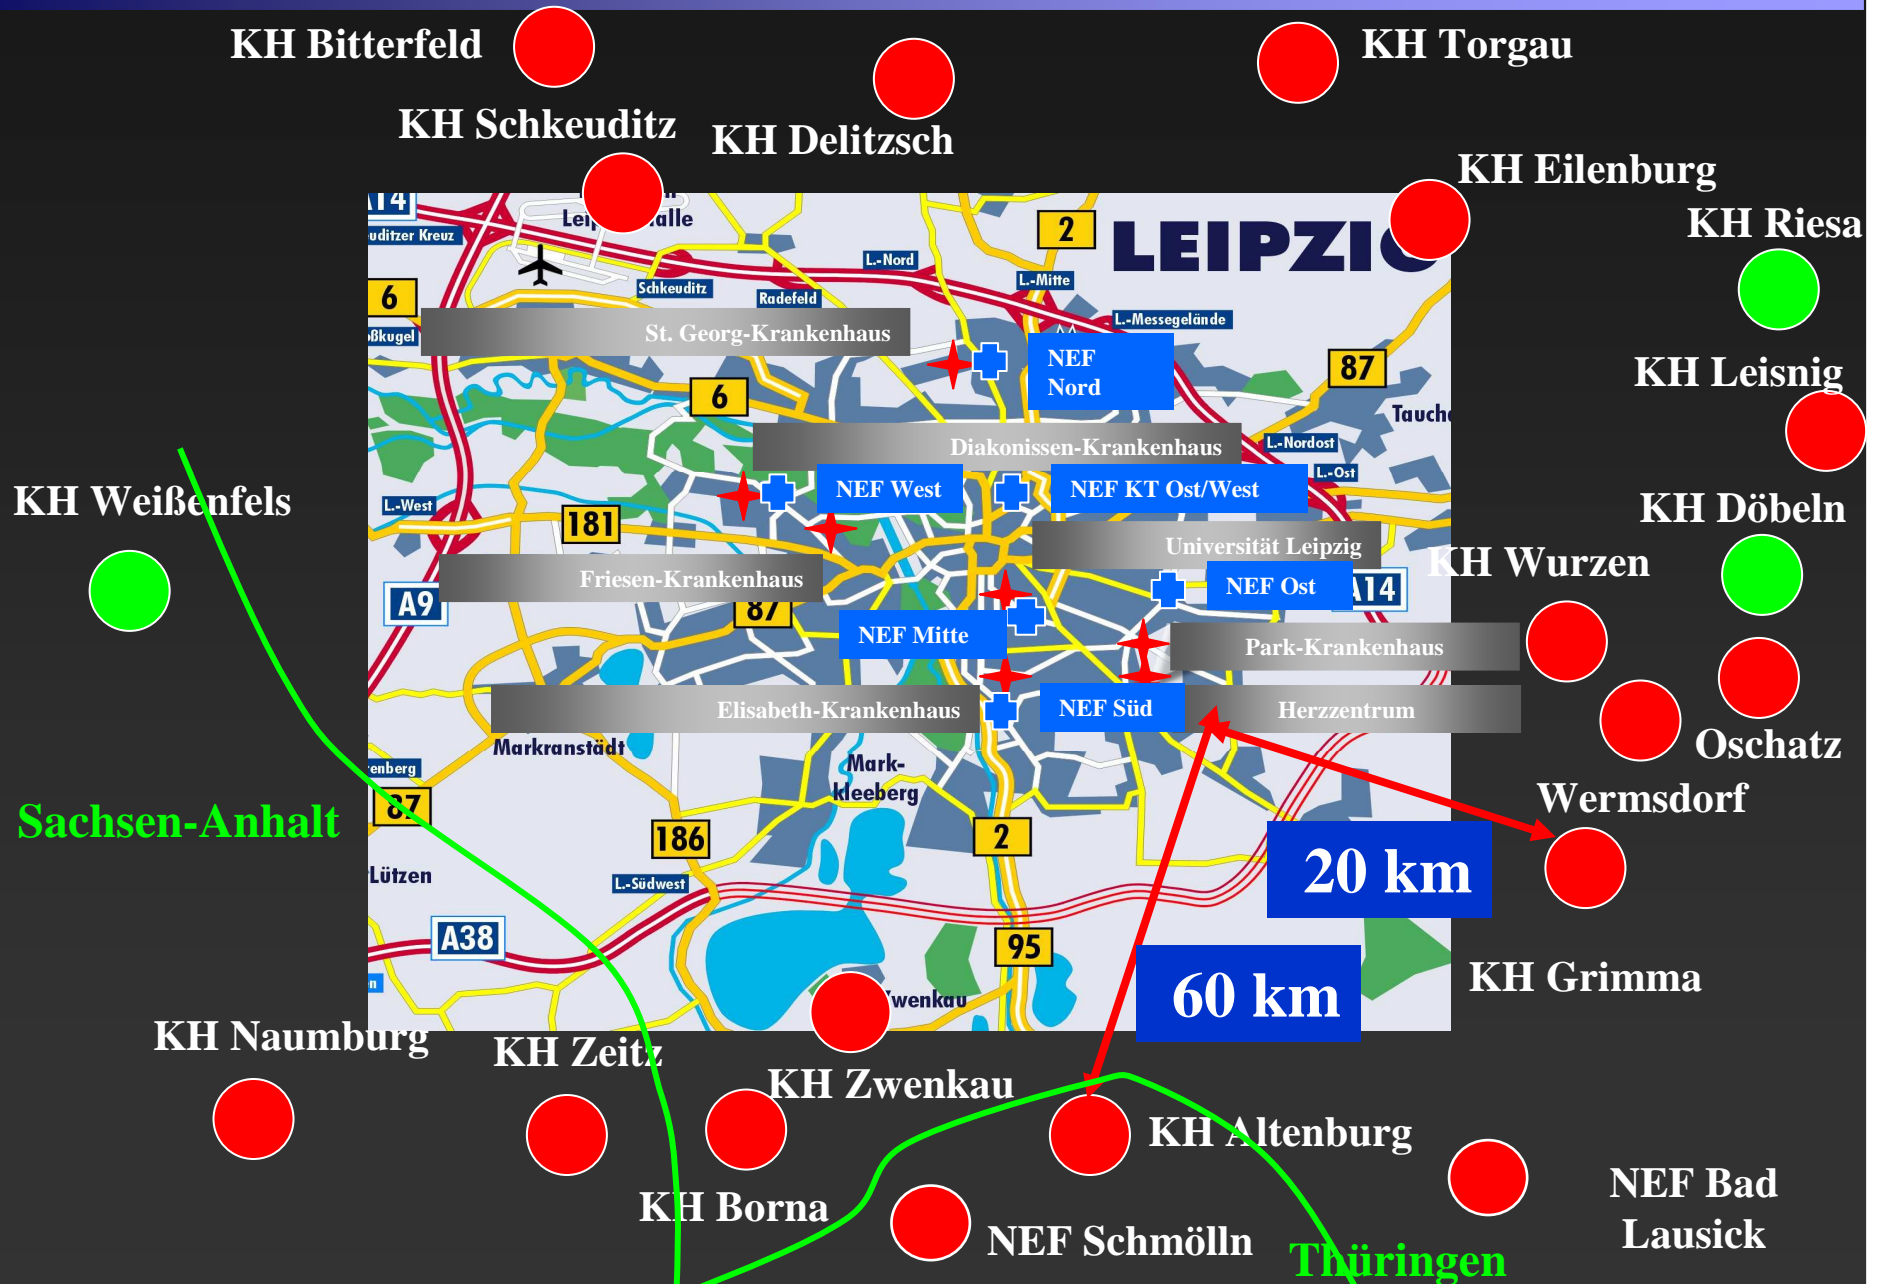 KH Bitterfeld
KH Torgau
KH Schkeuditz
KH Delitzsch
KH Eilenburg
KH Riesa
A14
LEIPZIG
2
L.-Nord
L.-Mitte
Schkeuditz
Radefeld
6
L.-Messegelände
St. Georg-Krankenhaus
NEF
Nord
87
KH Leisnig
6
Diakonissen-Krankenhaus
L.-Nordost
L.-Ost
KH Weißenfels
L.-West
NEF West
NEF KT Ost/West
KH Döbeln
181
Universität Leipzig
KH Wurzen
Friesen-Krankenhaus
NEF Ost
A14
A9
87
NEF Mitte
Park-Krankenhaus
Elisabeth-Krankenhaus
NEF Süd
Herzzentrum
Markranstädt
Oschatz
Mark-
kleeberg
Wermsdorf
87
Sachsen-Anhalt
186
2
20 km
Lützen
L.-Südwest
A38
95
60 km
KH Grimma
KH Naumburg
KH Zeitz
KH Zwenkau
KH Altenburg
KH Borna
NEF Schmölln
NEF Bad
Lausick
Thüringen